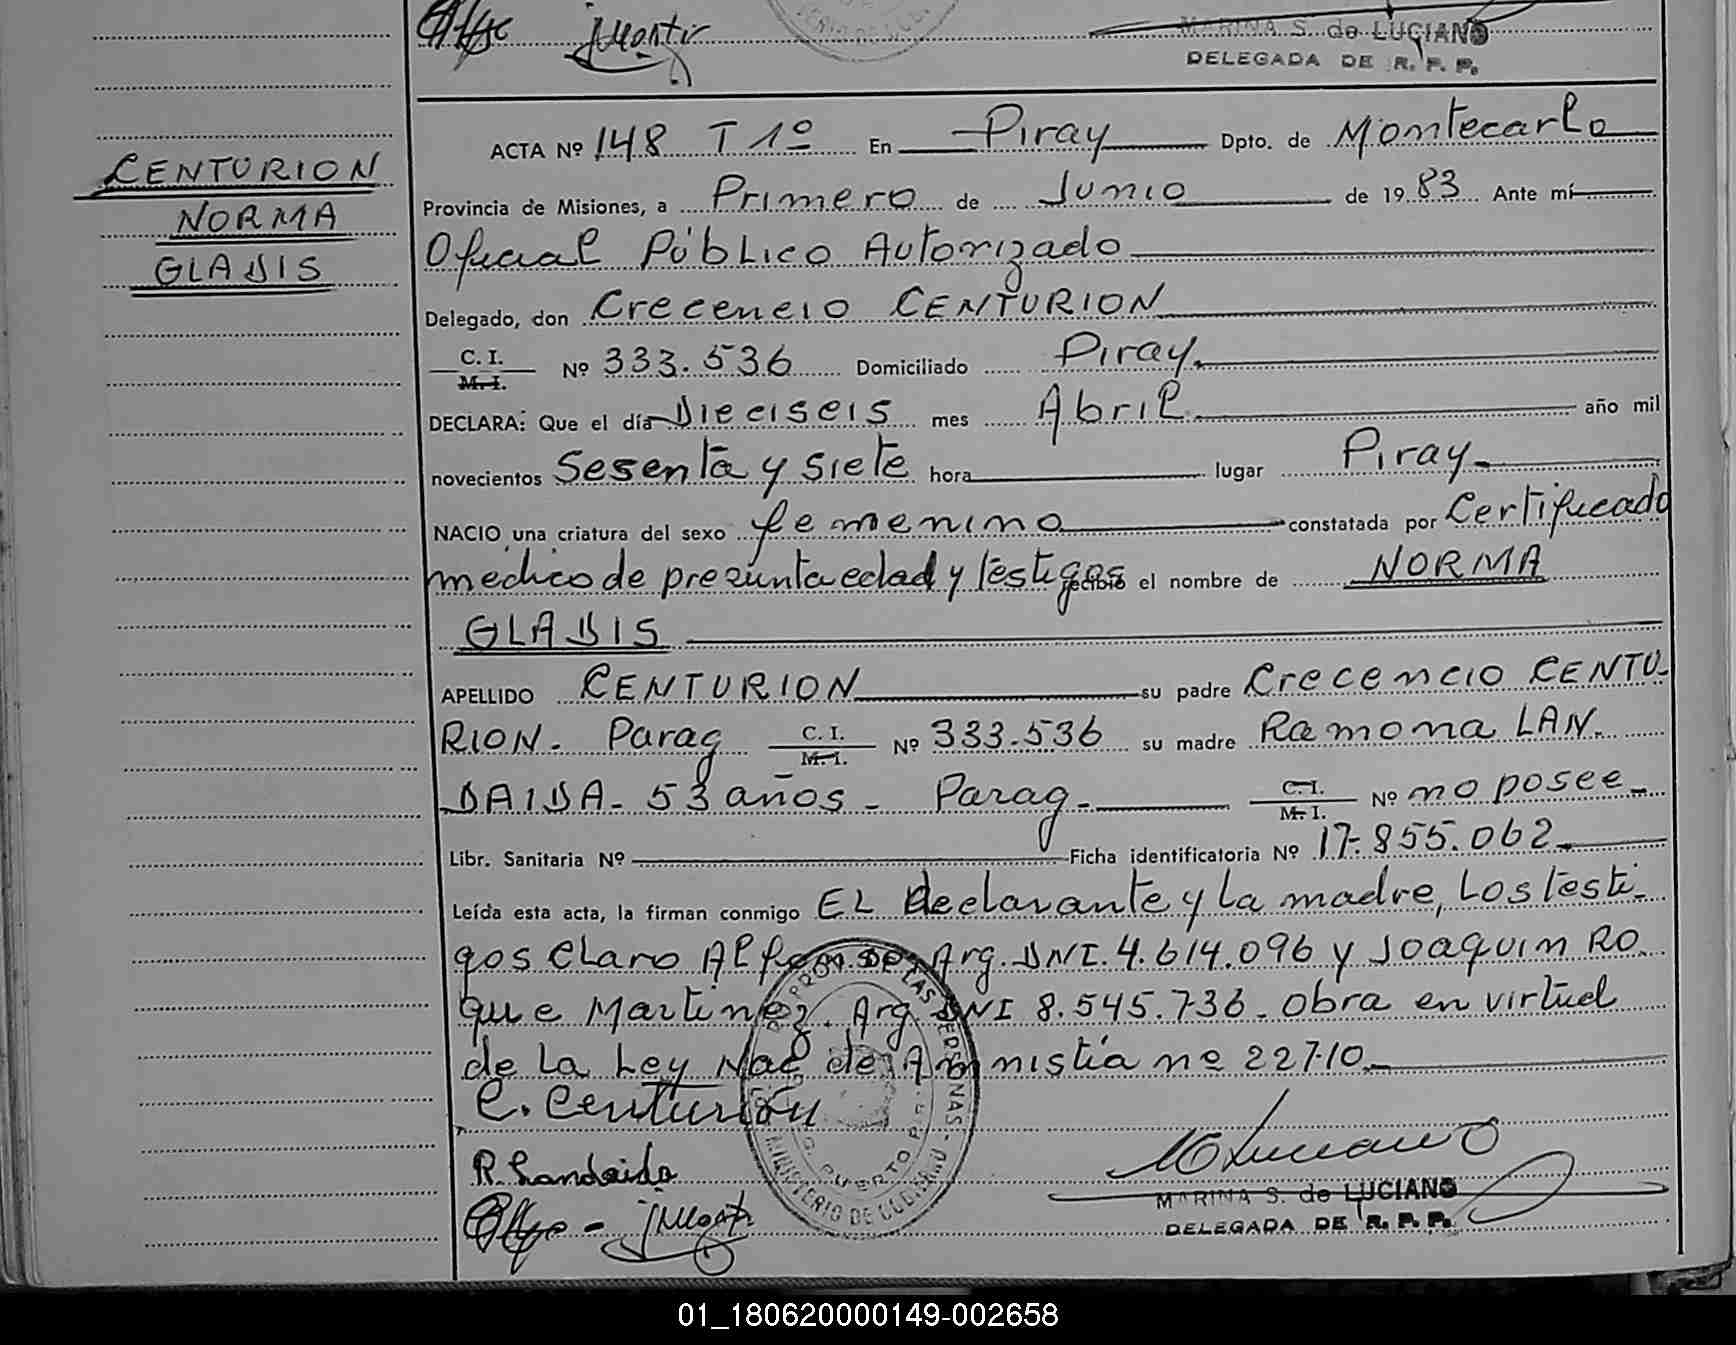 MARINA S. de LUCIANO
DELEGADA DE R. P. P.
CENTURION
NORMA
GLADIS
ACTA Nº 148 T 1º En Piray Dpto. de Montecarlo
Provincia de Misiones, a Primero de Junio de 1983 Ante mí
Oficial Público Autorizado
Delegado, don Crecencio CENTURION
C. I.
M. I. Nº 333.536 Domiciliado Piray.
DECLARA: Que el día Dieciseis mes Abril año mil
novecientos Sesenta y siete hora lugar Piray
NACIO una criatura del sexo femenino constatada por Certificado
medico de presunta edad y testigos recibió el nombre de NORMA
GLADIS
APELLIDO CENTURION su padre Crecencio CENTU-
RION. Parag C. I.
M. I. Nº 333.536 su madre Ramona LAN.
DAIDA. 53 años - Parag. C. I.
M. I. Nº no posee
Libr. Sanitaria Nº Ficha identificatoria Nº 17.855.062
Leída esta acta, la firman conmigo EL declarante y La madre, Los testi-
gos Claro Alfonso, Arg. DNI. 4.614.096 y Joaquin Ro
que Martinez. Arg. DNI 8.545.736. Obra en virtud
de La Ley Nac de Amnistía nº 22710.
C. Centurión
R. Landaida
MARINA S. de LUCIANO
DELEGADA DE R. P. P.
01_180620000149-002658